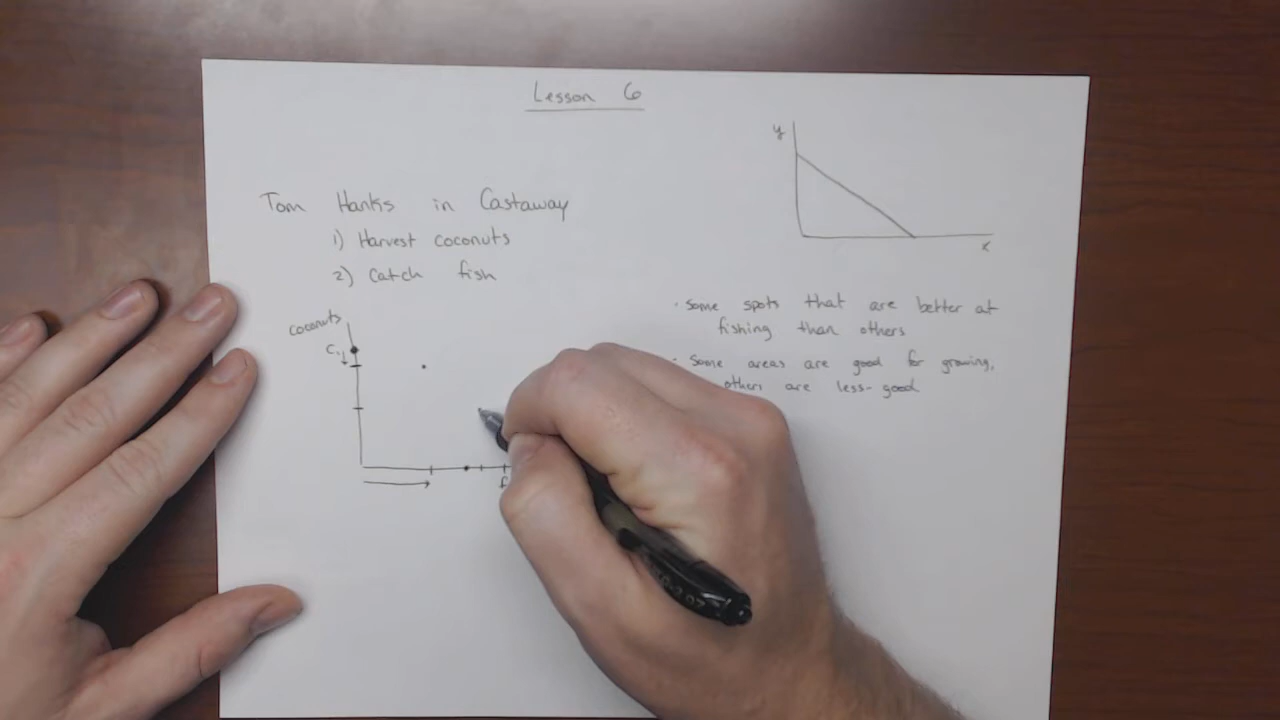 Lesson 6
y
x
Tom Hanks in Castaway
1) Harvest coconuts
2) Catch fish
· Some spots that are better at
fishing than others
· Some areas are good for growing,
others are less-good
coconuts
C₁
f